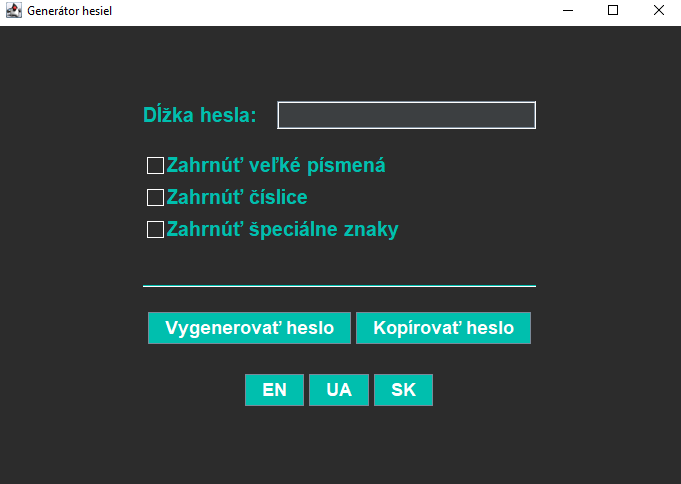 Generátor hesiel
Dĺžka hesla:
Zahrnúť veľké písmená
Zahrnúť číslice
Zahrnúť špeciálne znaky
Vygenerovať heslo Kopírovať heslo
EN UA SK